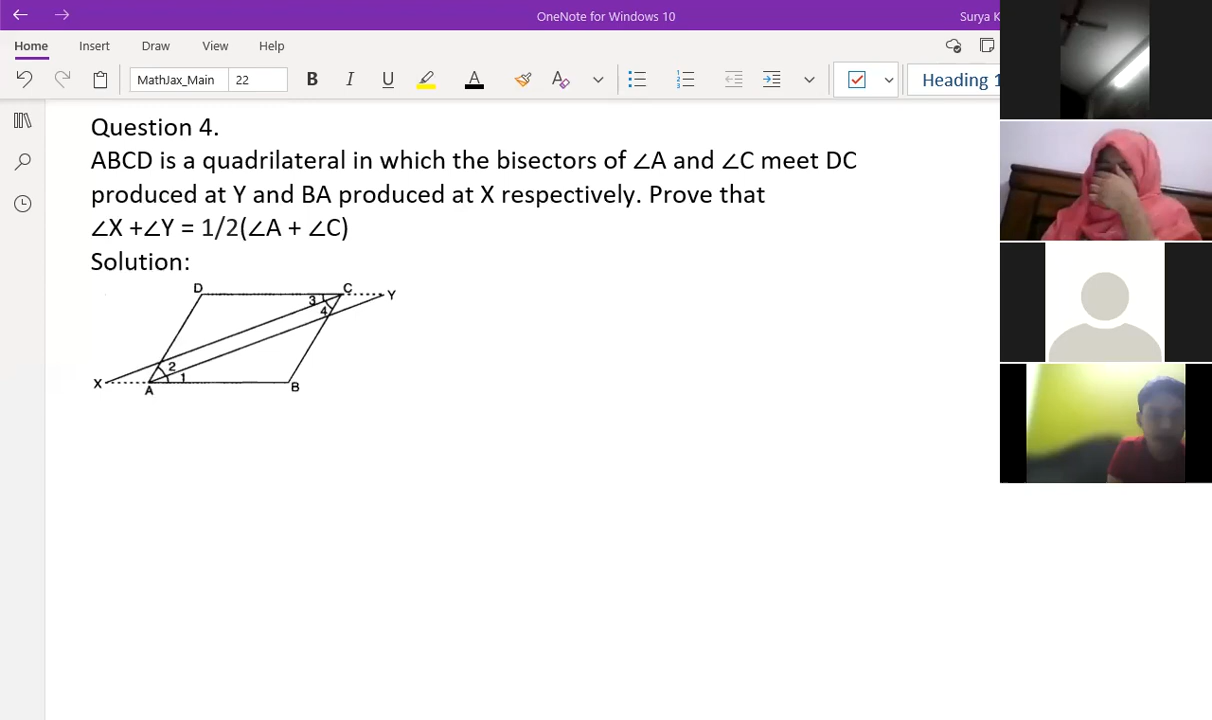 OneNote for Windows 10
Surya K
Home Insert Draw View Help
MathJax_Main 22 B I U A A Heading 1
Question 4.
ABCD is a quadrilateral in which the bisectors of ∠A and ∠C meet DC
produced at Y and BA produced at X respectively. Prove that
∠X +∠Y = 1/2(∠A + ∠C)
Solution:
D C Y
3
4
2
X A 1 B